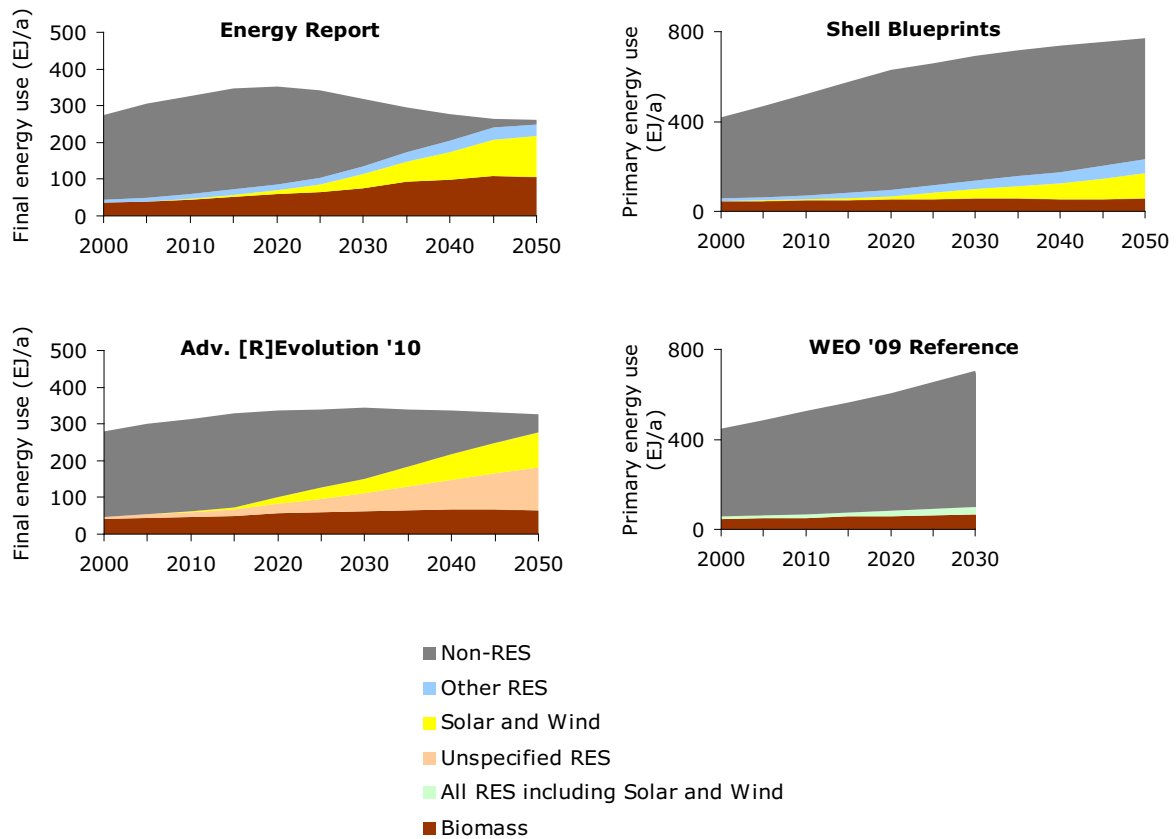 Energy Report
Final energy use (EJ/a)
500
400
300
200
100
0
2000 2010 2020 2030 2040 2050
Shell Blueprints
Primary energy use
(EJ/a)
800
400
0
2000 2010 2020 2030 2040 2050
Adv. [R]Evolution '10
Final energy use (EJ/a)
500
400
300
200
100
0
2000 2010 2020 2030 2040 2050
WEO '09 Reference
Primary energy use
(EJ/a)
800
400
0
2000 2010 2020 2030
Non-RES
Other RES
Solar and Wind
Unspecified RES
All RES including Solar and Wind
Biomass